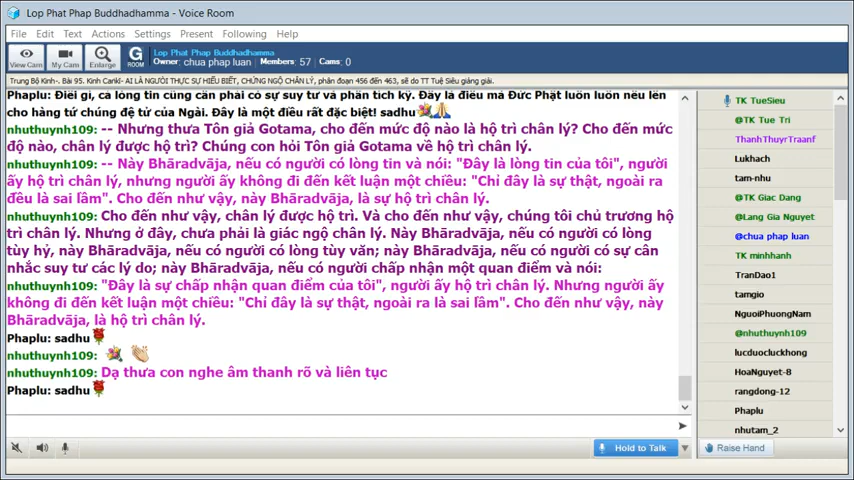 Lop Phat Phap Buddhadhamma - Voice Room
File Edit Text Actions Settings Present Following Help
View Cam My Cam Enlarge G ROOM
Lop Phat Phap Buddhadhamma
Owner: chua phap luan Members: 57 Cams: 0
Trung Bộ Kinh-. Bài 95. Kinh Cankī- AI LÀ NGƯỜI THỰC SỰ HIỂU BIẾT, CHỨNG NGỘ CHÂN LÝ, phân đoạn 456 đến 463, sẽ do TT Tuệ Siêu giảng giải.
Phaplu: Điều gì, cả lòng tin cũng cần phải có sự suy tư và phân tích kỹ. Đây là điều mà Đức Phật luôn luôn nêu lên
cho hàng tứ chúng đệ tử của Ngài. Đây là một điều rất đặc biệt! sadhu
nhuthuynh109: -- Nhưng thưa Tôn giả Gotama, cho đến mức độ nào là hộ trì chân lý? Cho đến mức
độ nào, chân lý được hộ trì? Chúng con hỏi Tôn giả Gotama về hộ trì chân lý.
nhuthuynh109: -- Này Bhāradvāja, nếu có người có lòng tin và nói: "Đây là lòng tin của tôi", người
ấy hộ trì chân lý, nhưng người ấy không đi đến kết luận một chiều: "Chỉ đây là sự thật, ngoài ra
đều là sai lầm". Cho đến như vậy, này Bhāradvāja, là sự hộ trì chân lý.
nhuthuynh109: Cho đến như vậy, chân lý được hộ trì. Và cho đến như vậy, chúng tôi chủ trương hộ
trì chân lý. Nhưng ở đây, chưa phải là giác ngộ chân lý. Này Bhāradvāja, nếu có người có lòng
tùy hỷ, này Bhāradvāja, nếu có người có lòng tùy văn; này Bhāradvāja, nếu có người có sự cân
nhắc suy tư các lý do; này Bhāradvāja, nếu có người chấp nhận một quan điểm và nói:
nhuthuynh109: "Đây là sự chấp nhận quan điểm của tôi", người ấy hộ trì chân lý. Nhưng người ấy
không đi đến kết luận một chiều: "Chỉ đây là sự thật, ngoài ra là sai lầm". Cho đến như vậy, này
Bhāradvāja, là hộ trì chân lý.
Phaplu: sadhu
nhuthuynh109:
nhuthuynh109: Dạ thưa con nghe âm thanh rõ và liên tục
Phaplu: sadhu
Hold to Talk
TK TueSieu
@TK Tue Tri
ThanhThuyrTraanf
Lukhach
tam-nhu
@TK Giac Dang
@Lang Gia Nguyet
@chua phap luan
TK minhhanh
TranDao1
tamgio
NguoiPhuongNam
@nhuthuynh109
lucduocluckhong
HoaNguyet-8
rangdong-12
Phaplu
nhutam_2
Raise Hand